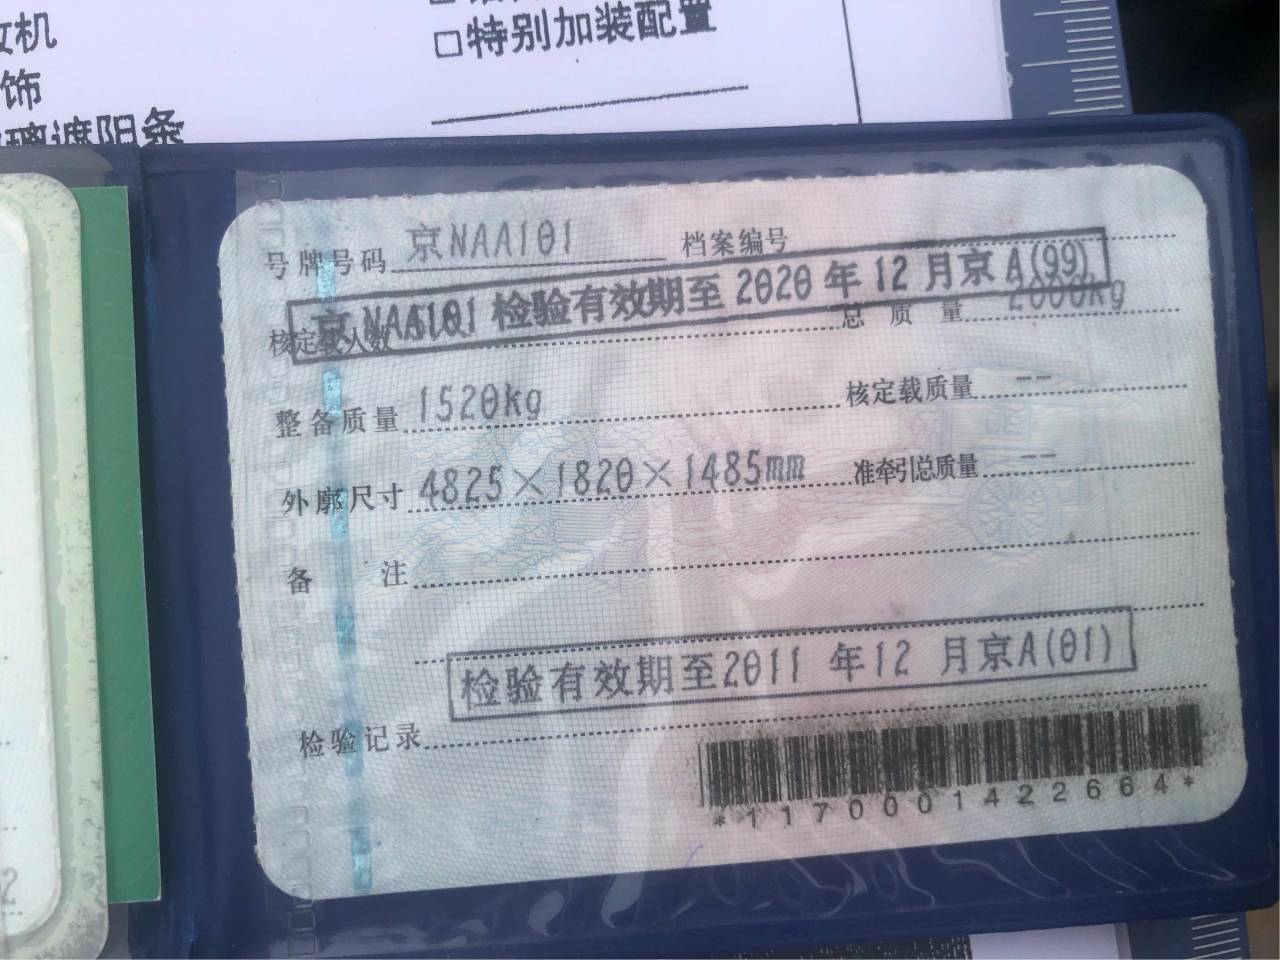 特别加装配置
饰
遮阳条
号牌号码 京NAA101 档案编号
京NAA101 检验有效期至2020年12月京A(99)
核定载人数 总质量 2000kg
整备质量 1520kg 核定载质量 --
外廓尺寸 4825×1820×1485mm 准牵引总质量 --
备注
检验有效期至2011年12月京A(01)
检验记录
*1170001422664*